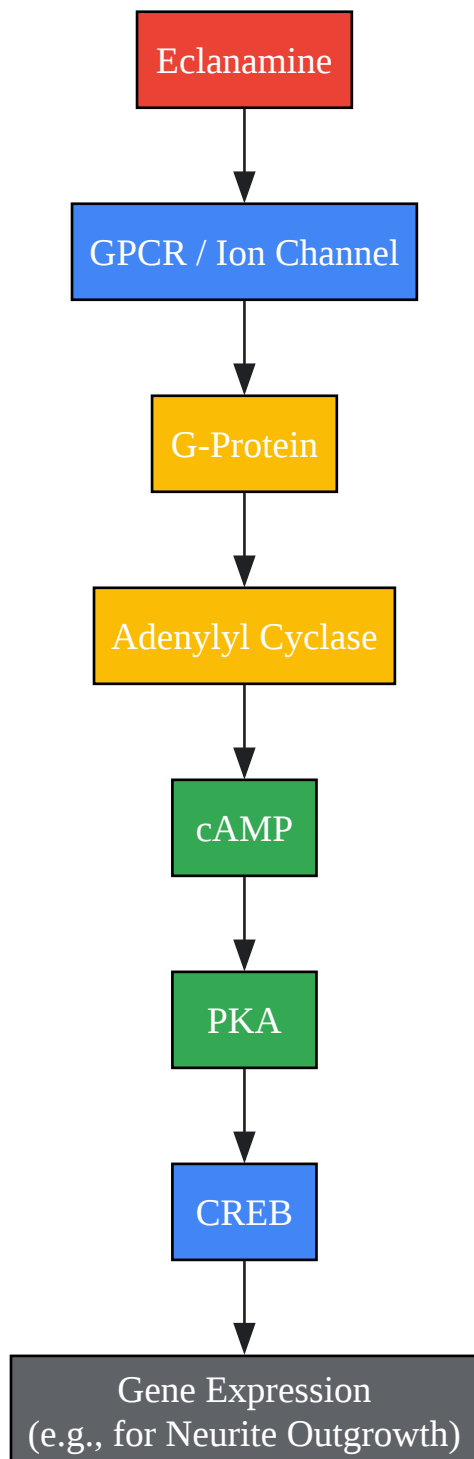 Eclanamine
GPCR / Ion Channel
G-Protein
Adenylyl Cyclase
cAMP
PKA
CREB
Gene Expression
(e.g., for Neurite Outgrowth)